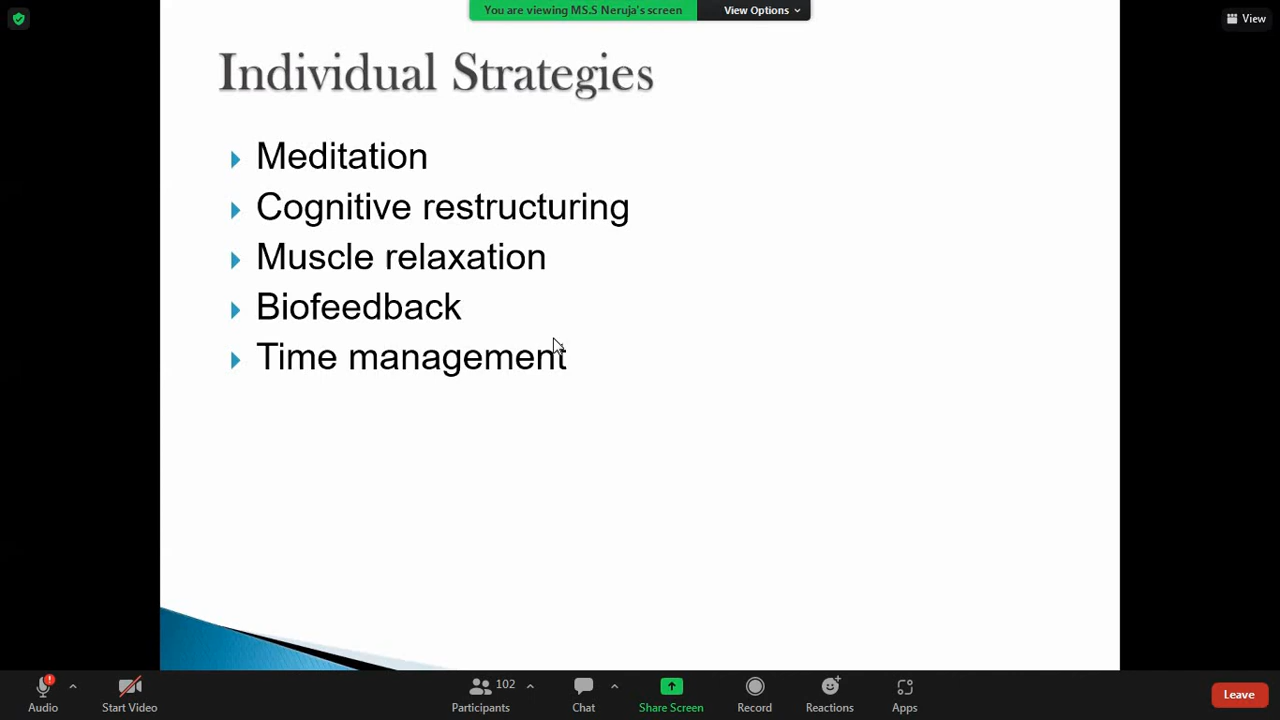 You are viewing MS.S Neruja's screen
View Options
View
Individual Strategies
Meditation
Cognitive restructuring
Muscle relaxation
Biofeedback
Time management
Audio
Start Video
102
Participants
Chat
Share Screen
Record
Reactions
Apps
Leave